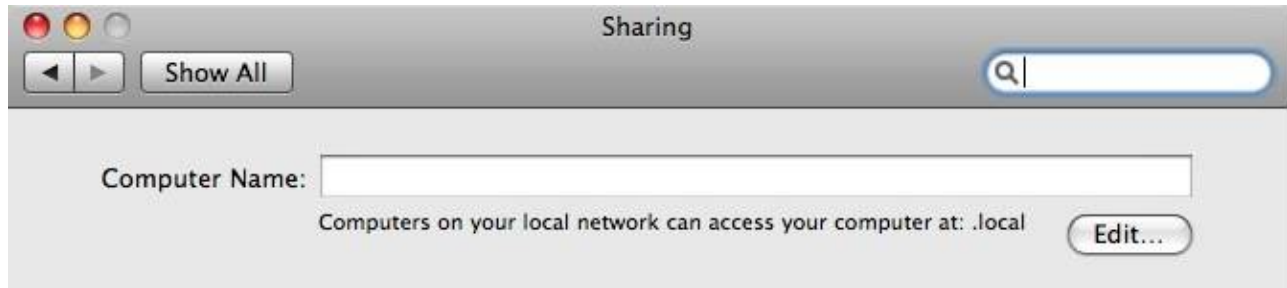 Sharing
Show All
Computer Name:
Computers on your local network can access your computer at: .local
Edit...